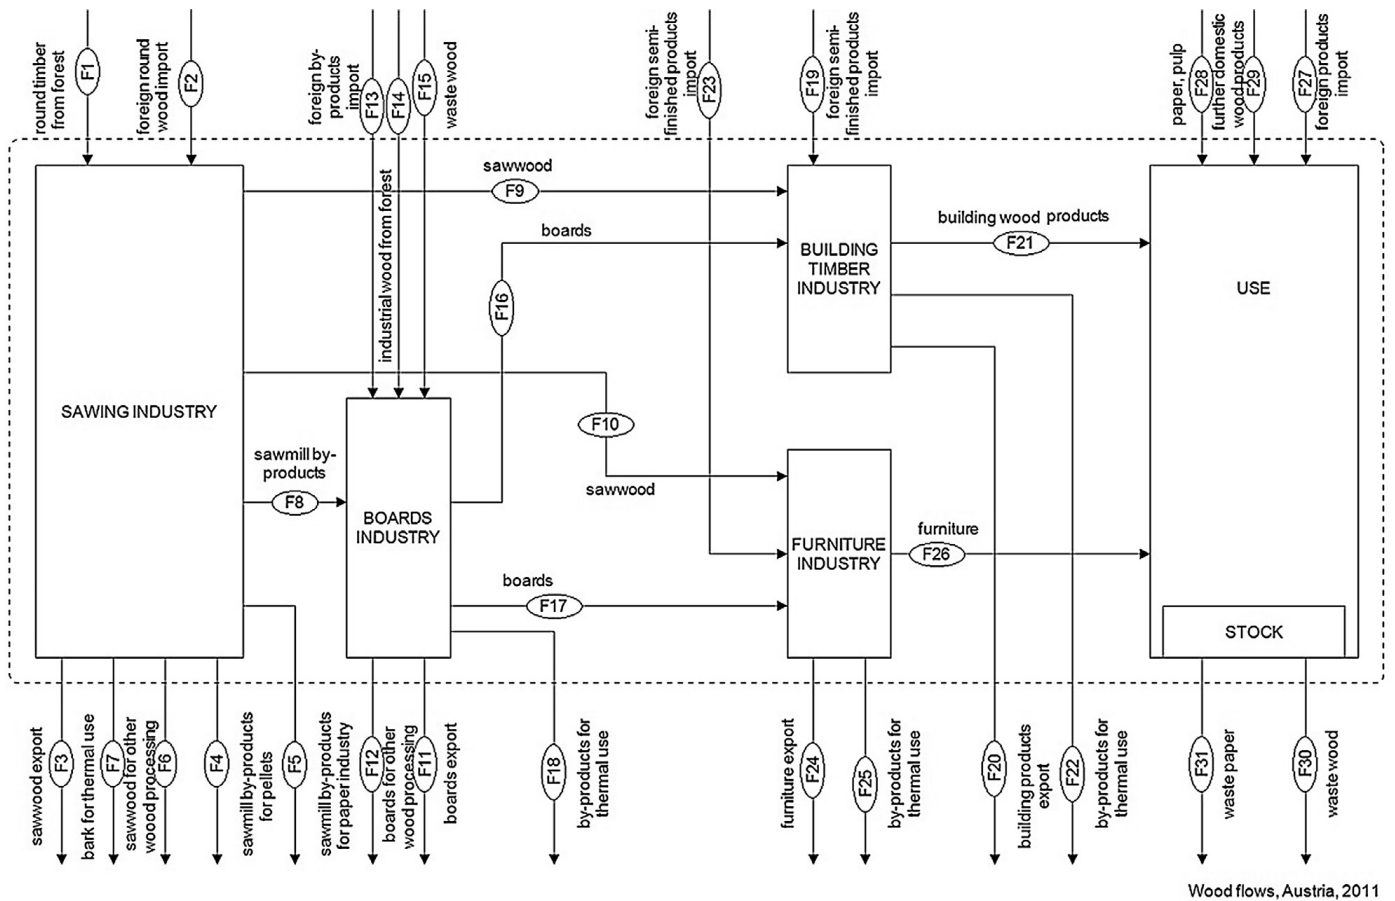 round timber
from forest
F1
foreign round
wood import
F2
foreign by-
products
import
F13
F14
F15
waste wood
foreign semi-
finished products
import
F23
F19
foreign semi-
finished products
import
paper, pulp
F28
further domestic
wood products
F29
F27
foreign products
import
industrial wood from forest
sawwood
F9
boards
F16
building wood products
F21
BUILDING
TIMBER
INDUSTRY
USE
SAWING INDUSTRY
F10
sawwood
sawmill by-
products
F8
BOARDS
INDUSTRY
FURNITURE
INDUSTRY
furniture
F26
boards
F17
STOCK
sawwood export
F3
bark for thermal use
F7
sawwood for other
woood processing
F6
F4
sawmill by-products
for pellets
F5
sawmill by-products
for paper industry
F12
boards for other
wood processing
F11
boards export
F18
by-products for
thermal use
furniture export
F24
F25
by-products for
thermal use
F20
building products
export
F22
by-products for
thermal use
F31
waste paper
F30
waste wood
Wood flows, Austria, 2011